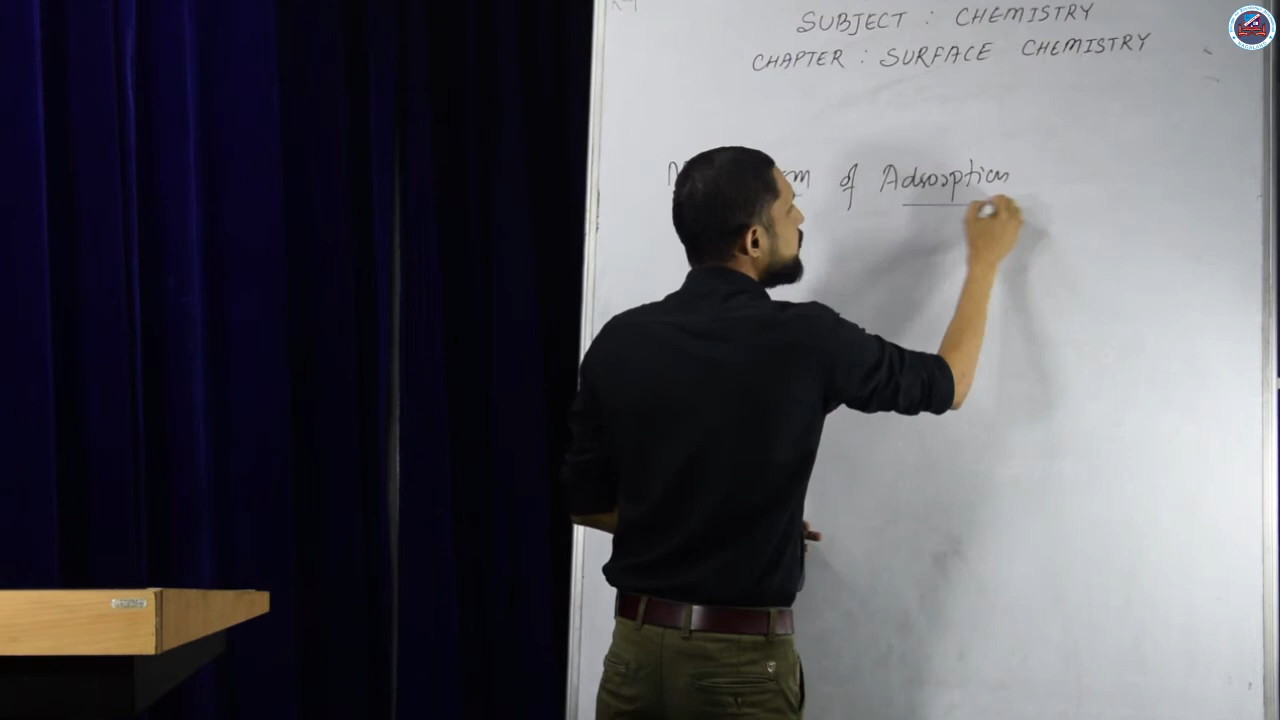 SUBJECT : CHEMISTRY
CHAPTER : SURFACE CHEMISTRY
of Adsorption